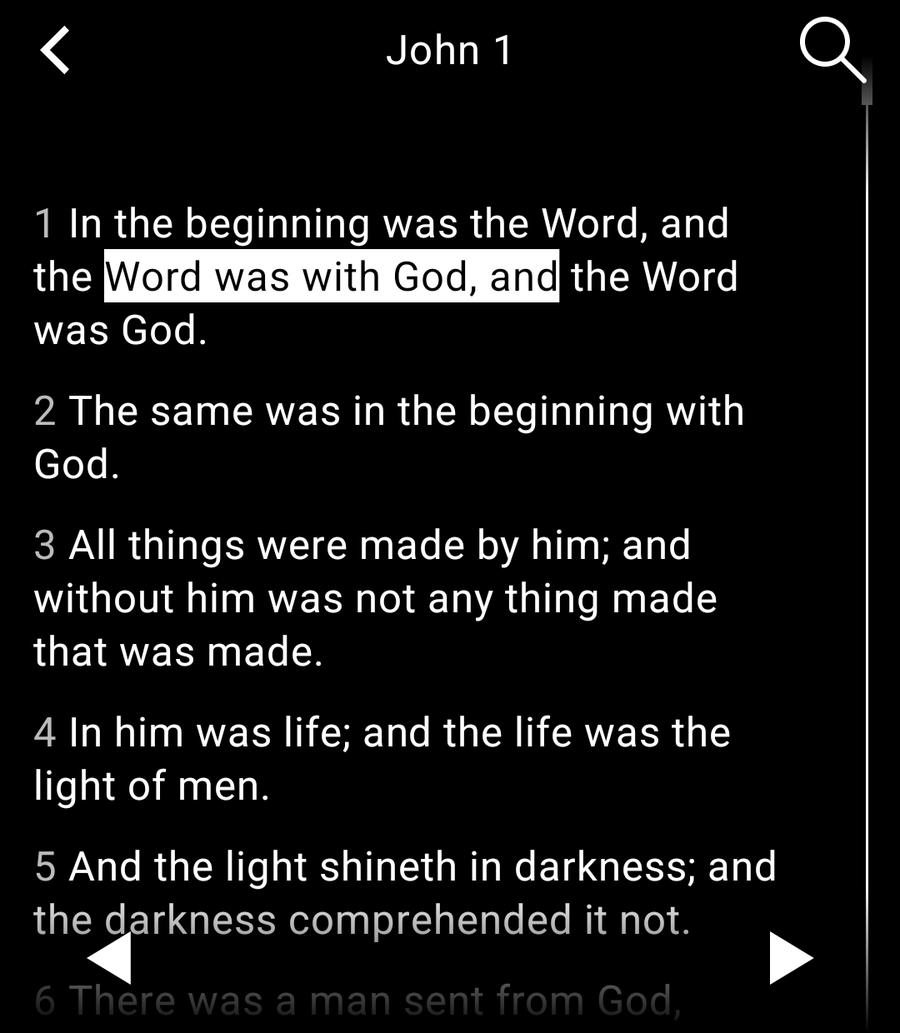 John 1
1 In the beginning was the Word, and
the Word was with God, and the Word
was God.
2 The same was in the beginning with
God.
3 All things were made by him; and
without him was not any thing made
that was made.
4 In him was life; and the life was the
light of men.
5 And the light shineth in darkness; and
the darkness comprehended it not.
6 There was a man sent from God,